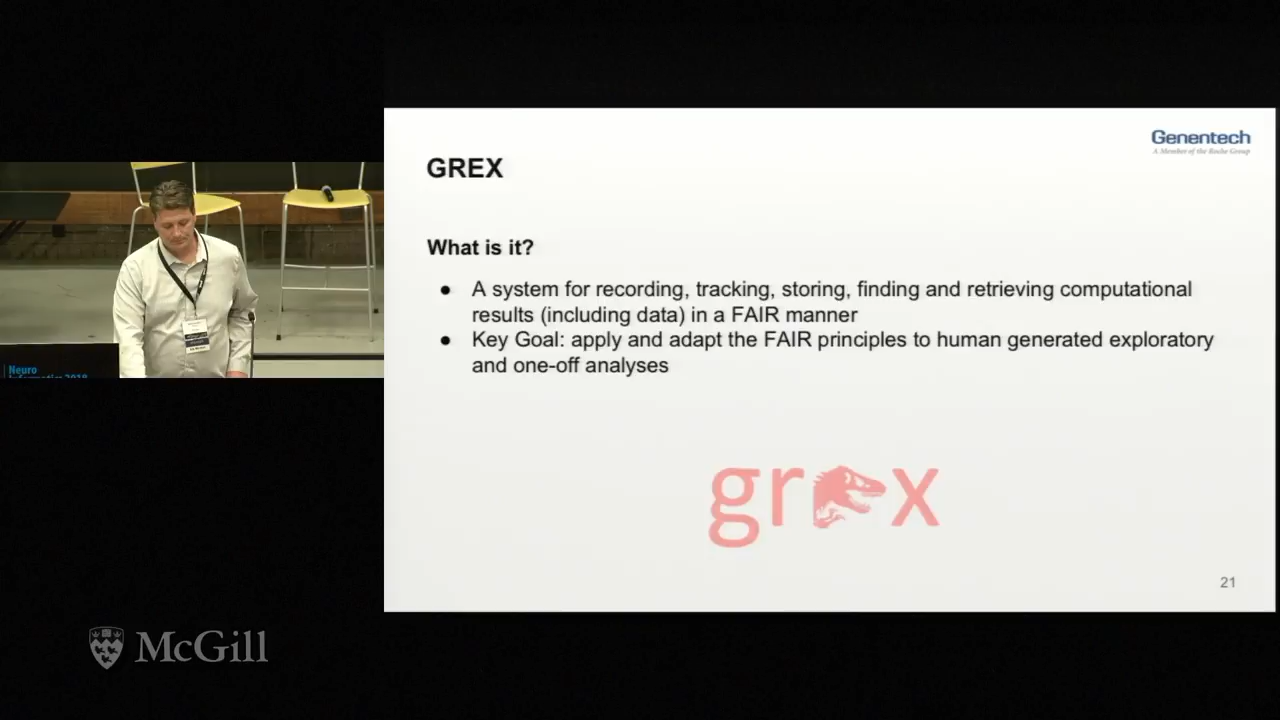 Genentech
A Member of the Roche Group
GREX
What is it?
● A system for recording, tracking, storing, finding and retrieving computational
results (including data) in a FAIR manner
● Key Goal: apply and adapt the FAIR principles to human generated exploratory
and one-off analyses
grex
21
Neuro
Informatics 2018
McGill